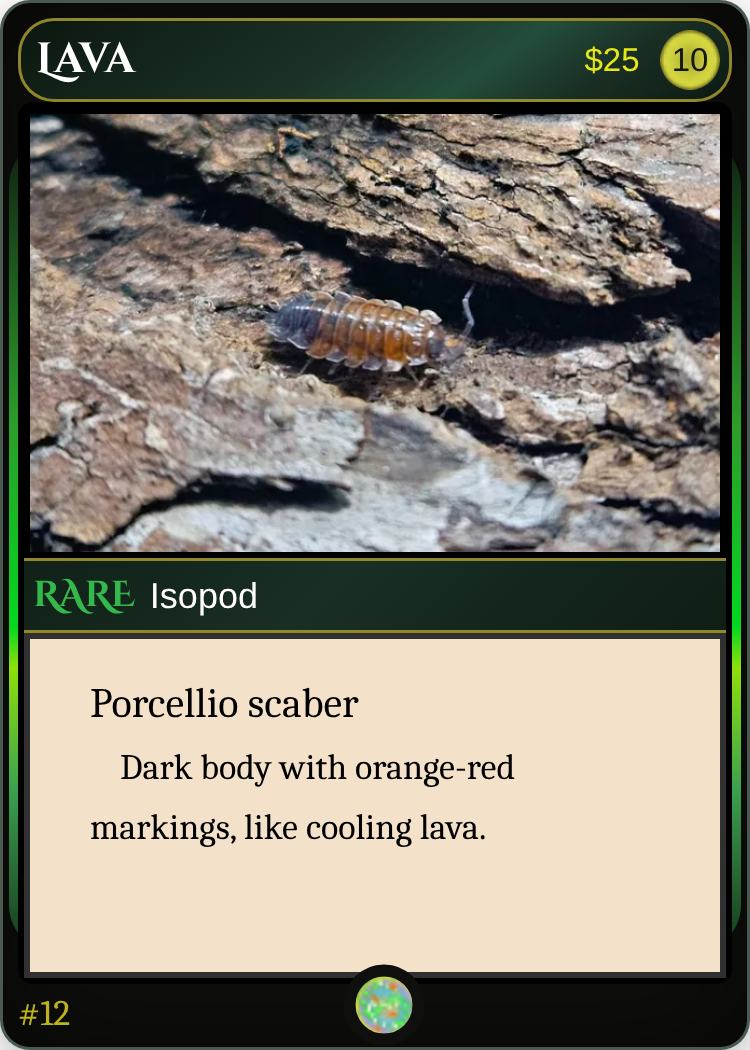 LAVA
$25 10
RARE Isopod
Porcellio scaber
Dark body with orange-red
markings, like cooling lava.
#12